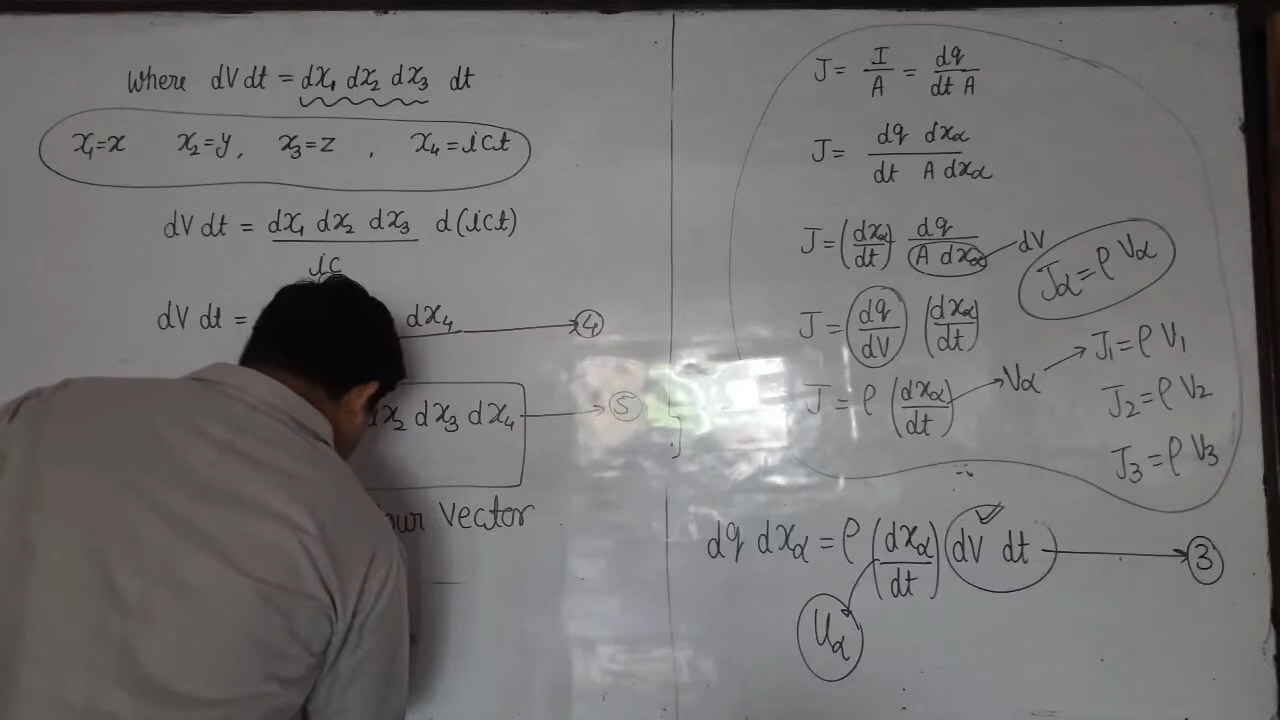 Where dV dt = dx₁ dx₂ dx₃ dt
x₁=x x₂=y, x₃=z , x₄=ict
dV dt = dx₁ dx₂ dx₃ d(ict)
ic
dV dt = dx₄ 4
dx₂ dx₃ dx₄ 5
Vector
J = I/A = dq/dt A
J = dq dxα/dt A dxα
J = (dxα/dt) dq/A dxα dV
Jα = ρ Vα
J = (dq/dV) (dxα/dt)
J = ρ (dxα/dt) Vα J₁ = ρ V₁
J₂ = ρ V₂
J₃ = ρ V₃
dq dxα = ρ (dxα/dt) (dV dt) 3
Uα